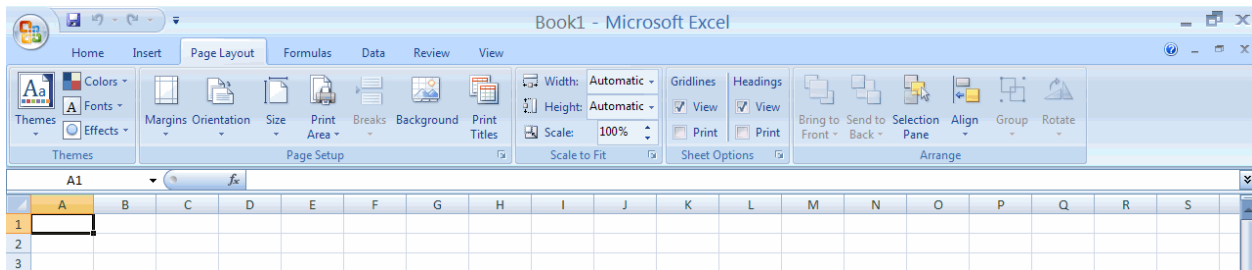 Book1 - Microsoft Excel
Home Insert Page Layout Formulas Data Review View
Aa Colors Width: Automatic Gridlines Headings
A Fonts Height: Automatic View View
Themes Effects Margins Orientation Size Print Area Breaks Background Print Titles Scale: 100% Print Print Bring to Front Send to Back Selection Pane Align Group Rotate
Themes Page Setup Scale to Fit Sheet Options Arrange
A1 fx
A B C D E F G H I J K L M N O P Q R S
1
2
3